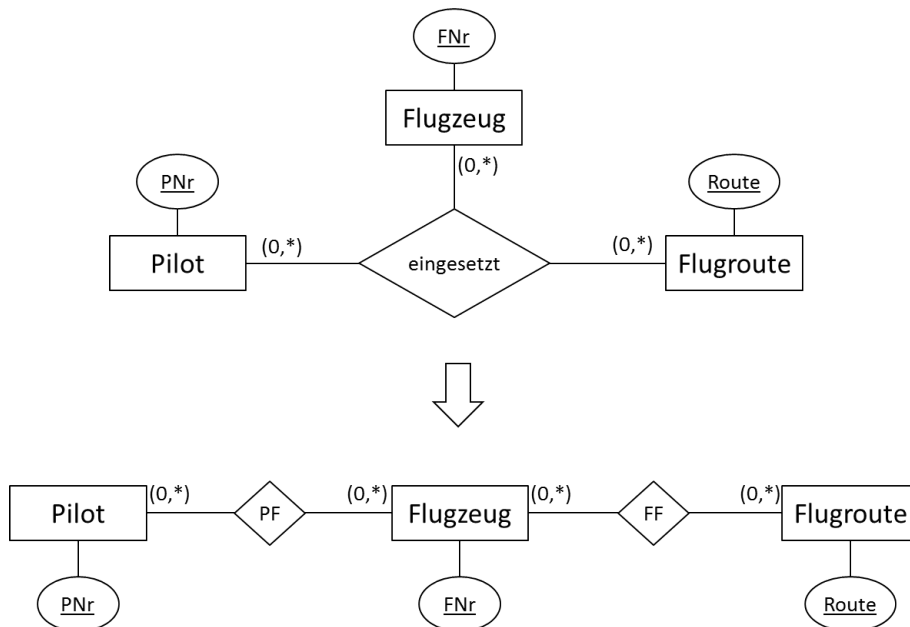 FNr
Flugzeug
(0,*)
PNr
Route
(0,*)
(0,*)
Pilot
eingesetzt
Flugroute
(0,*)
(0,*)
(0,*)
(0,*)
Pilot
PF
Flugzeug
FF
Flugroute
PNr
FNr
Route